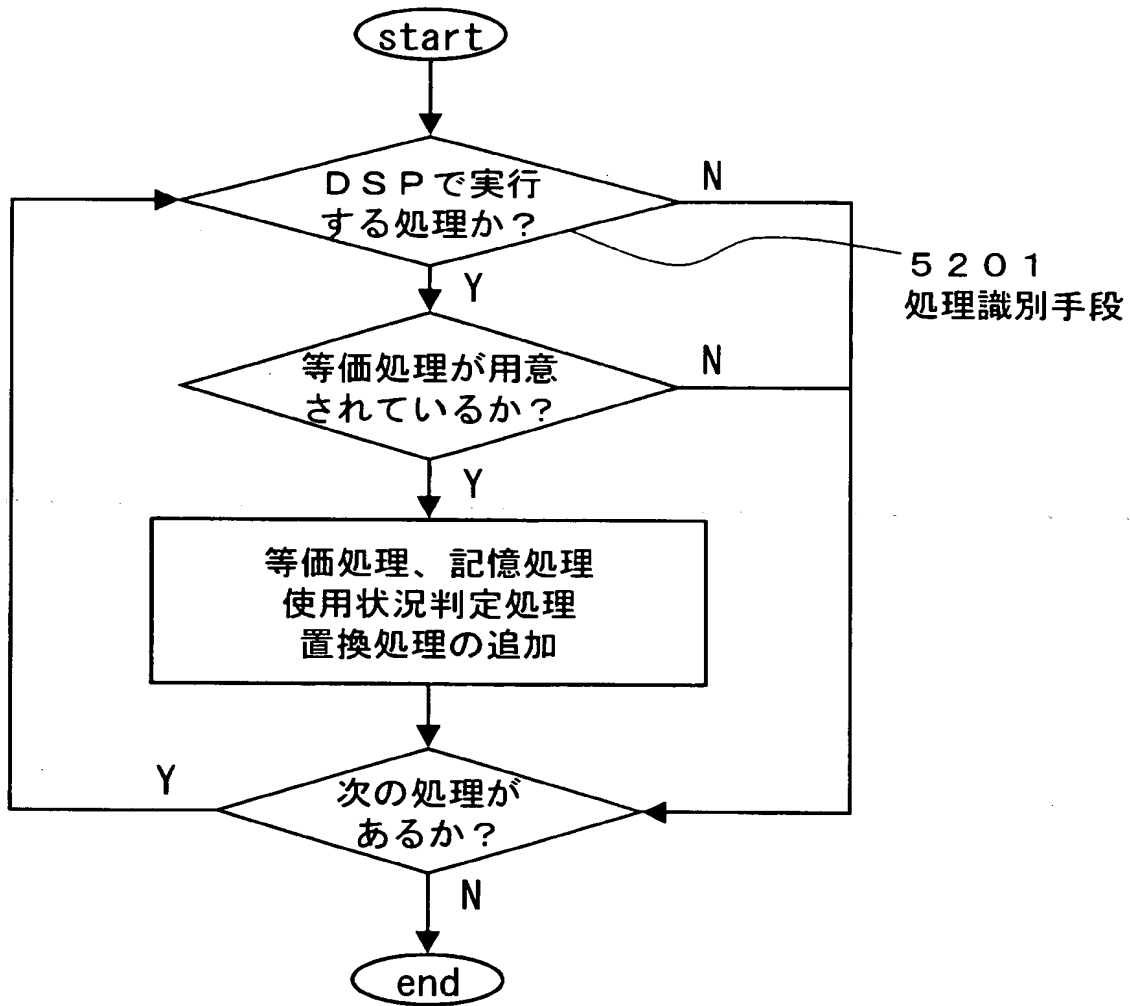 start
ＤＳＰで実行
する処理か？
N
５２０１
処理識別手段
Y
等価処理が用意
されているか？
N
Y
等価処理、記憶処理
使用状況判定処理
置換処理の追加
Y
次の処理が
あるか？
N
end